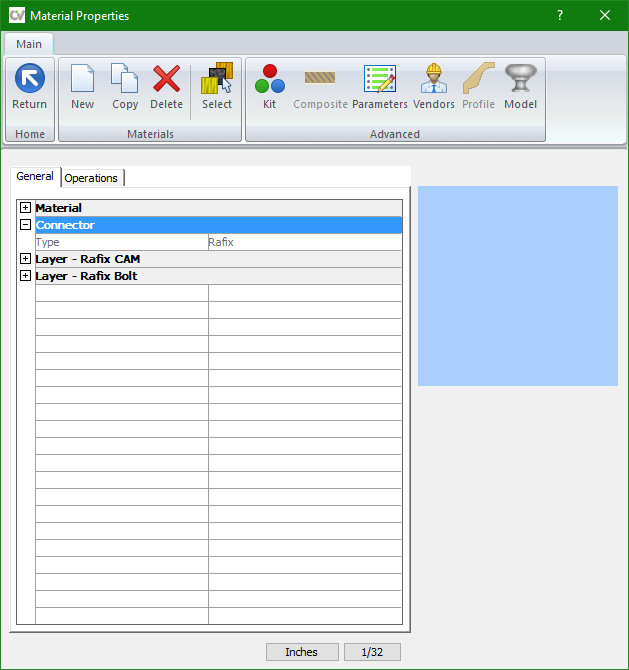 CV Material Properties ?
Main
Return New Copy Delete Select Kit Composite Parameters Vendors Profile Model
Home Materials Advanced
General Operations
Material
Connector
Type Rafix
Layer - Rafix CAM
Layer - Rafix Bolt
Inches 1/32